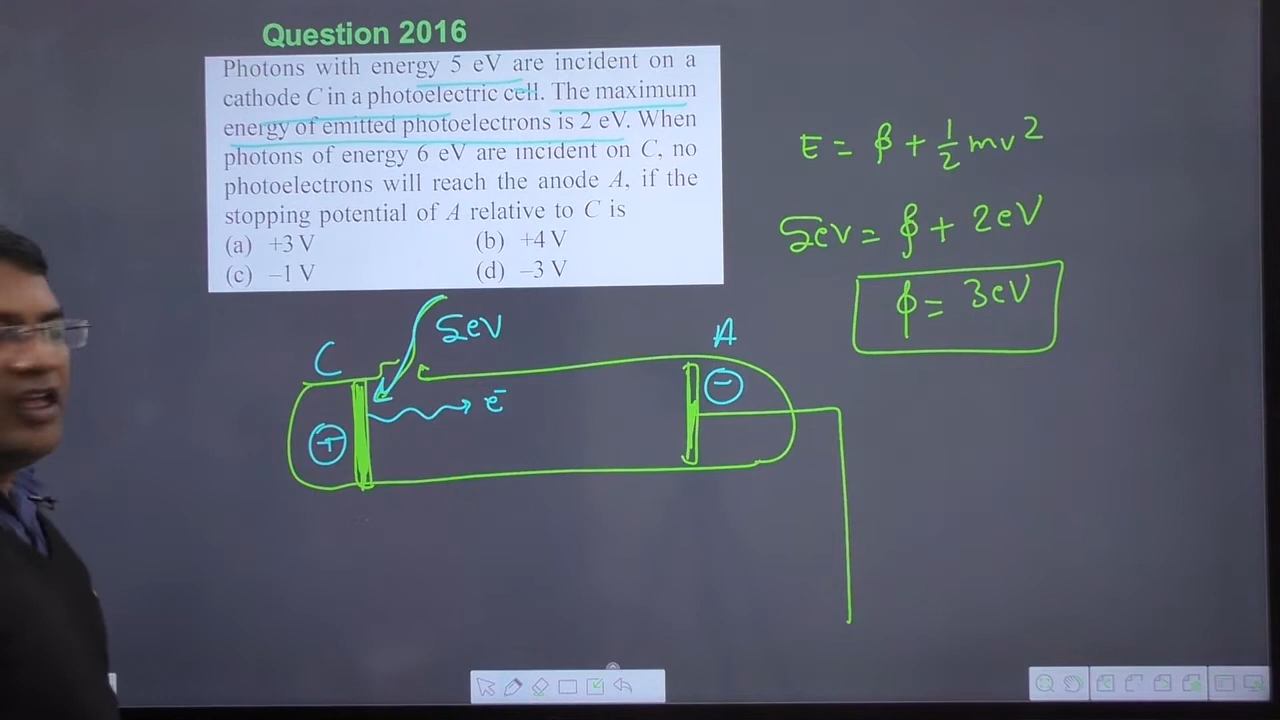 Question 2016
Photons with energy 5 eV are incident on a
cathode C in a photoelectric cell. The maximum
energy of emitted photoelectrons is 2 eV. When
photons of energy 6 eV are incident on C, no
photoelectrons will reach the anode A, if the
stopping potential of A relative to C is
(a) +3 V
(b) +4 V
(c) –1 V
(d) –3 V
E = ϕ + 1/2 mv²
5eV = ϕ + 2eV
ϕ = 3eV
C
5eV
A
e⁻
+
−